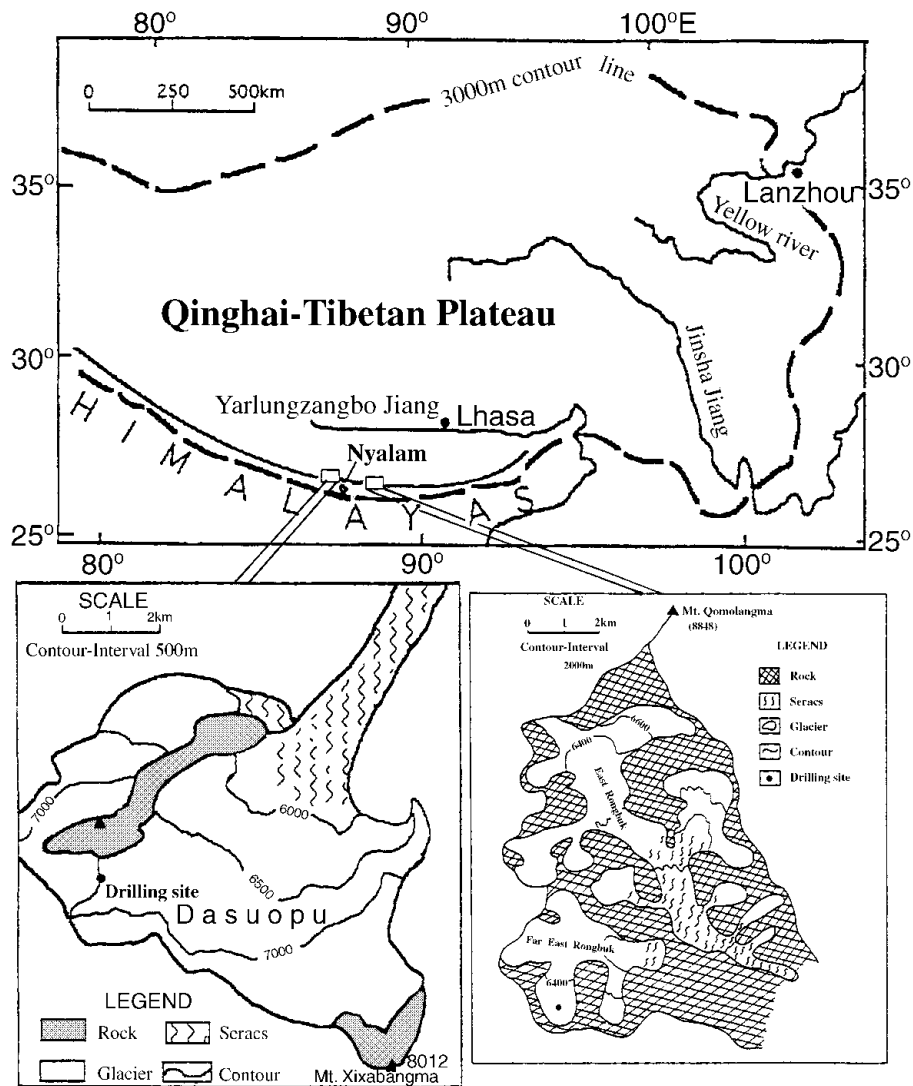 80° 90° 100°E
0 250 500km
3000m contour line
35° 35°
Lanzhou
Yellow river
Qinghai-Tibetan Plateau
Jinsha Jiang
30° 30°
Yarlungzangbo Jiang
Lhasa
Nyalam
HIMALAYAS
25° 25°
80° 90° 100°
SCALE
0 1 2km
Contour-Interval 500m
7000
6000
6500
Drilling site
Dasuopu
7000
LEGEND
Rock Seracs
Glacier Contour
8012
Mt. Xixabangma
SCALE
0 1 2km
Contour-Interval
2000m
Mt. Qomolangma
(8848)
LEGEND
Rock
Seracs
Glacier
Contour
Drilling site
6600
6400
East Rongbuk
Far East Rongbuk
6400